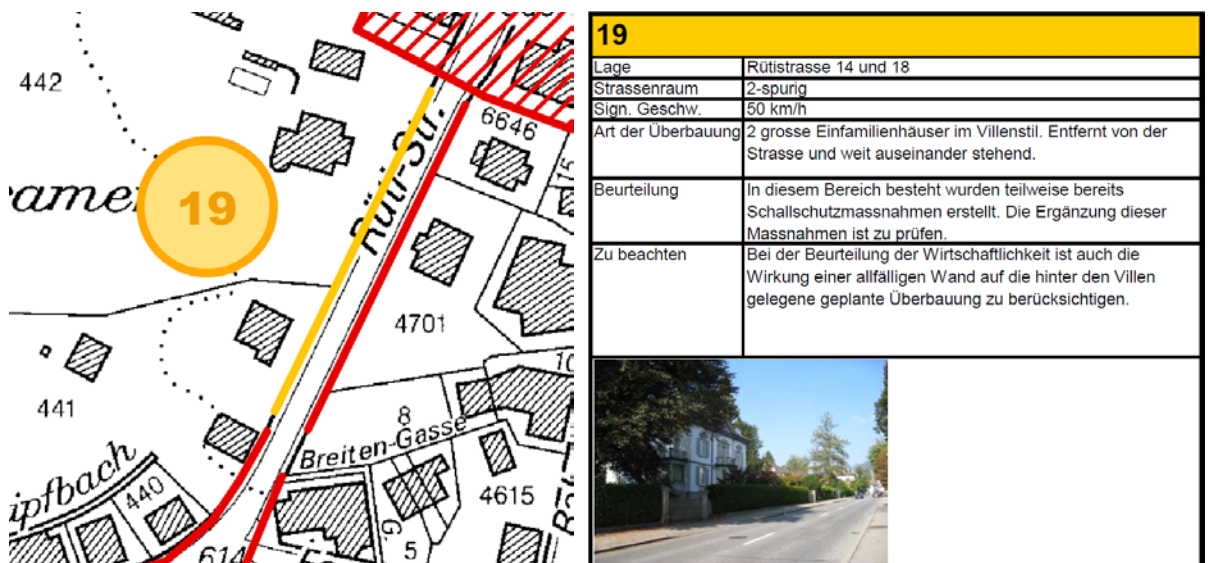 442
6646
19
Rüti-Str.
4701
441
8
Breiten-Gasse
440
4615
G.
5
614
19
Lage Rütistrasse 14 und 18
Strassenraum 2-spurig
Sign. Geschw. 50 km/h
Art der Überbauung 2 grosse Einfamilienhäuser im Villenstil. Entfernt von der
Strasse und weit auseinander stehend.
Beurteilung In diesem Bereich besteht wurden teilweise bereits
Schallschutzmassnahmen erstellt. Die Ergänzung dieser
Massnahmen ist zu prüfen.
Zu beachten Bei der Beurteilung der Wirtschaftlichkeit ist auch die
Wirkung einer allfälligen Wand auf die hinter den Villen
gelegene geplante Überbauung zu berücksichtigen.